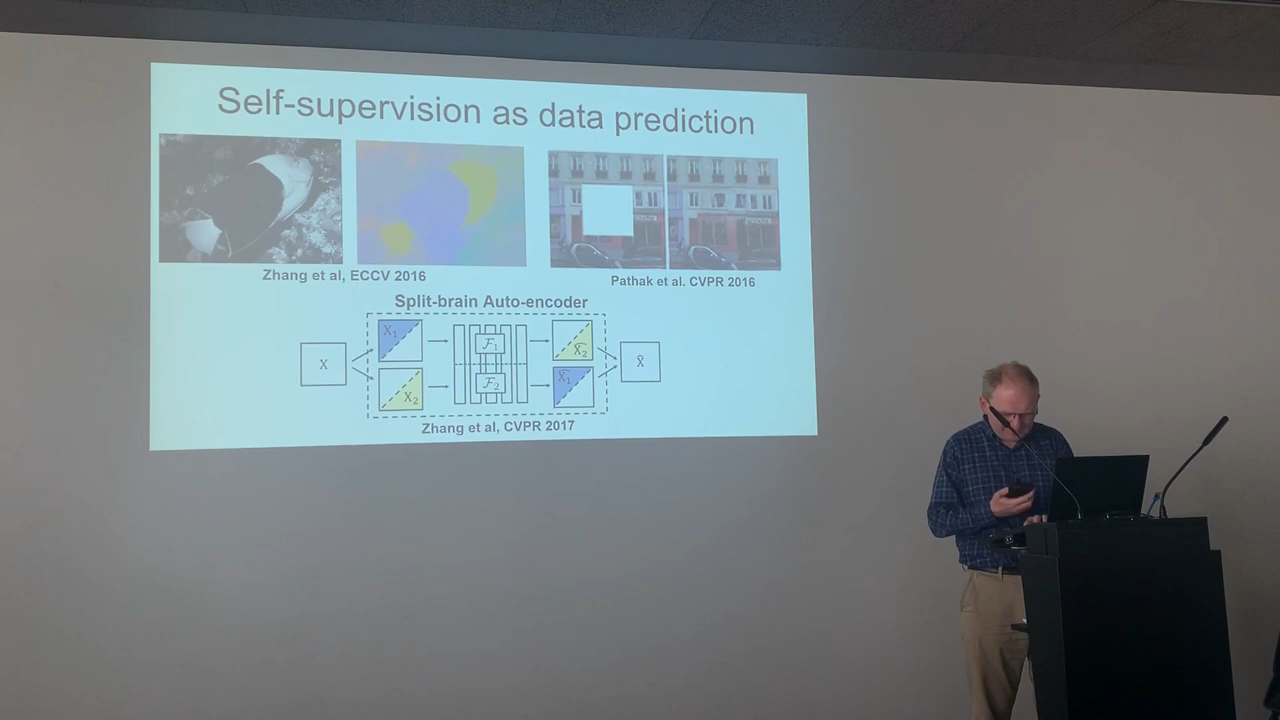 Self-supervision as data prediction
Zhang et al, ECCV 2016
Pathak et al. CVPR 2016
Split-brain Auto-encoder
X
X₁
X₂
ℱ₁
ℱ₂
X̂₂
X̂₁
X̂
Zhang et al, CVPR 2017